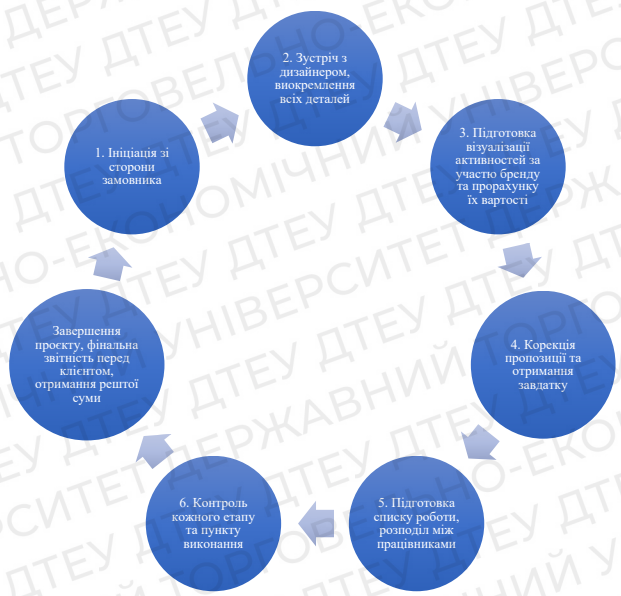 1. Ініціація зі
сторони
замовника
2. Зустріч з
дизайнером,
виокремлення
всіх деталей
3. Підготовка
візуалізації
активностей за
участю бренду
та прорахунку
їх вартості
4. Корекція
пропозиції та
отримання
завдатку
5. Підготовка
списку роботи,
розподіл між
працівниками
6. Контроль
кожного етапу
та пункту
виконання
Завершення
проєкту, фінальна
звітність перед
клієнтом,
отримання рештої
суми